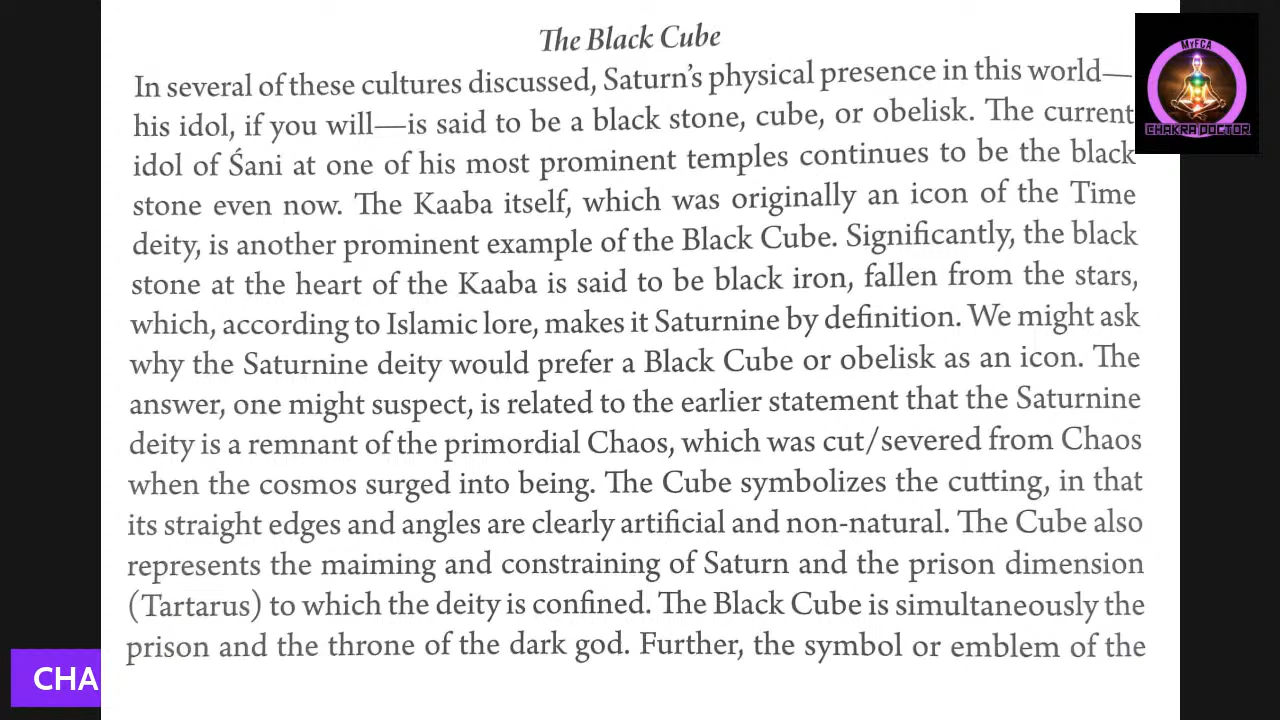 The Black Cube
In several of these cultures discussed, Saturn's physical presence in this world—
his idol, if you will—is said to be a black stone, cube, or obelisk. The current
idol of Śani at one of his most prominent temples continues to be the black
stone even now. The Kaaba itself, which was originally an icon of the Time
deity, is another prominent example of the Black Cube. Significantly, the black
stone at the heart of the Kaaba is said to be black iron, fallen from the stars,
which, according to Islamic lore, makes it Saturnine by definition. We might ask
why the Saturnine deity would prefer a Black Cube or obelisk as an icon. The
answer, one might suspect, is related to the earlier statement that the Saturnine
deity is a remnant of the primordial Chaos, which was cut/severed from Chaos
when the cosmos surged into being. The Cube symbolizes the cutting, in that
its straight edges and angles are clearly artificial and non-natural. The Cube also
represents the maiming and constraining of Saturn and the prison dimension
(Tartarus) to which the deity is confined. The Black Cube is simultaneously the
prison and the throne of the dark god. Further, the symbol or emblem of the
MYFCA
CHAKRA DOCTOR
CHA